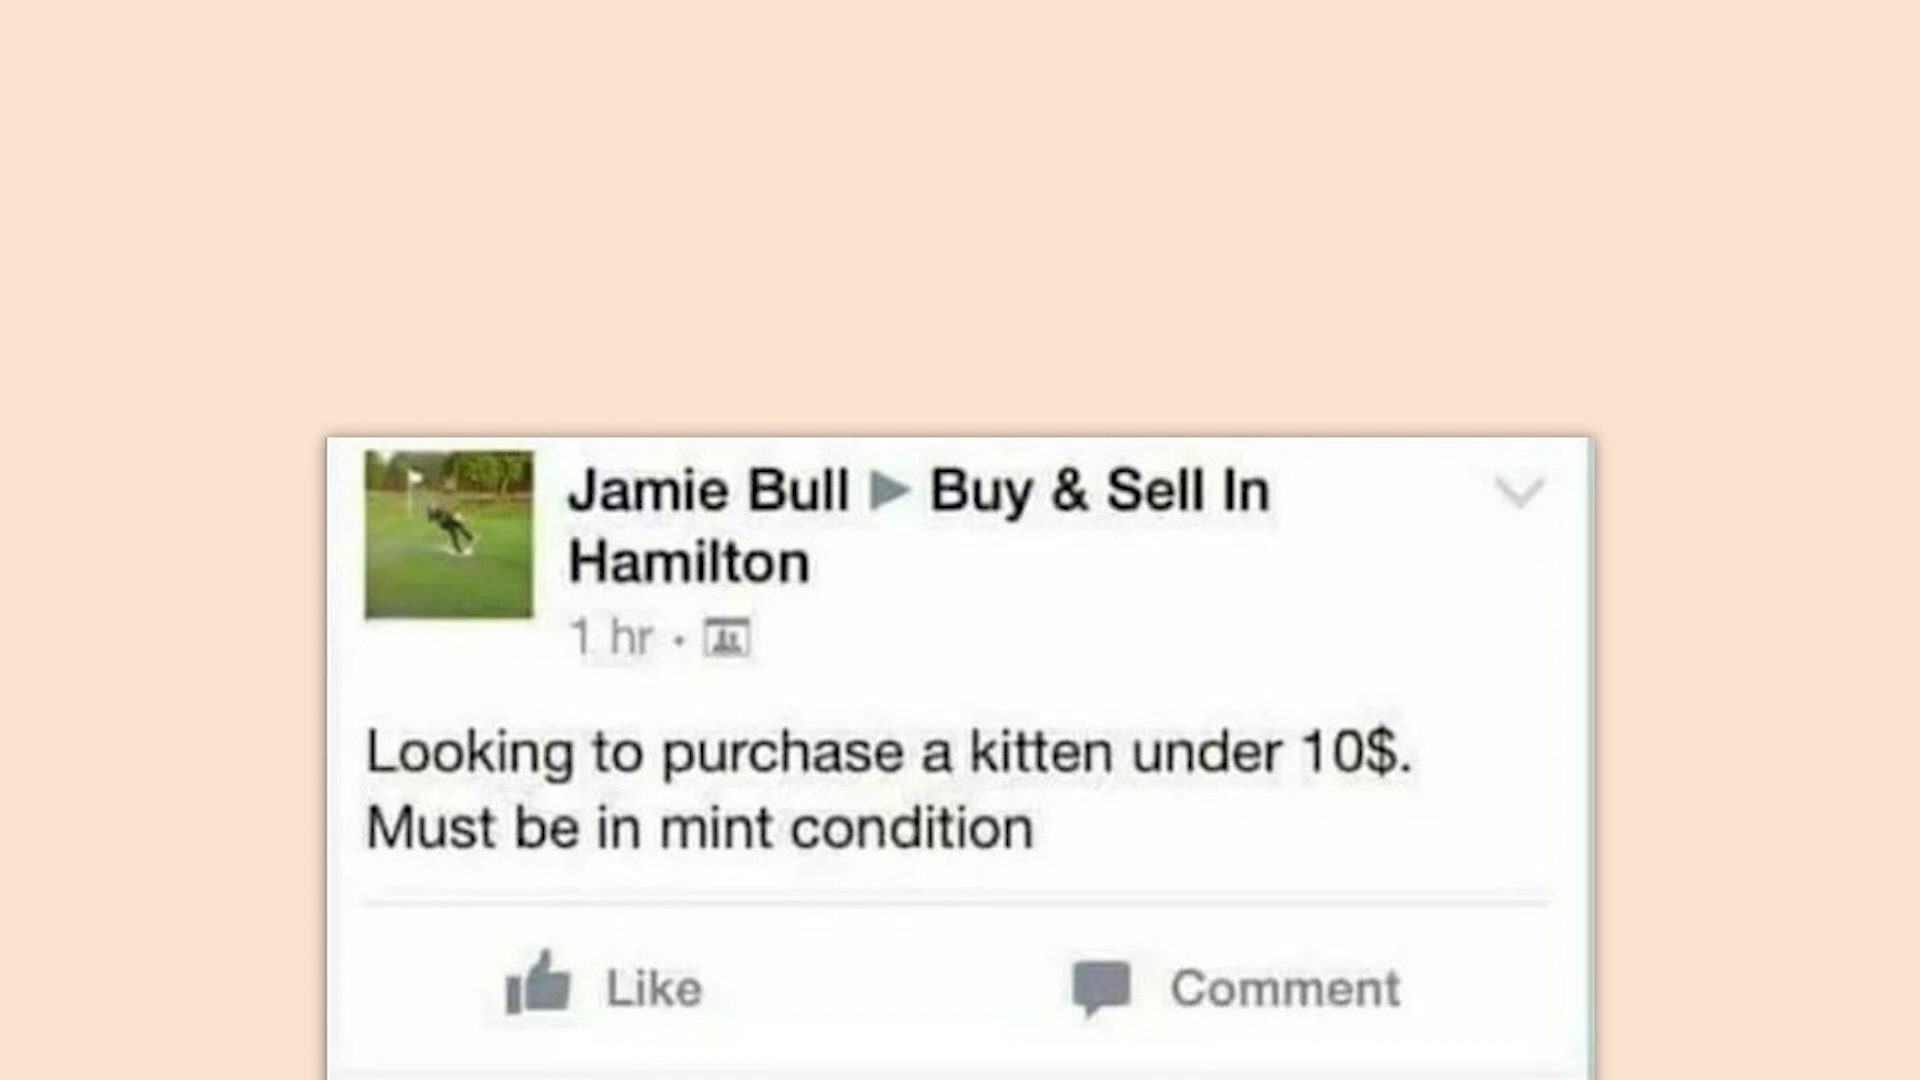 Jamie Bull ▶ Buy & Sell In
Hamilton
1 hr ·
Looking to purchase a kitten under 10$.
Must be in mint condition
Like
Comment